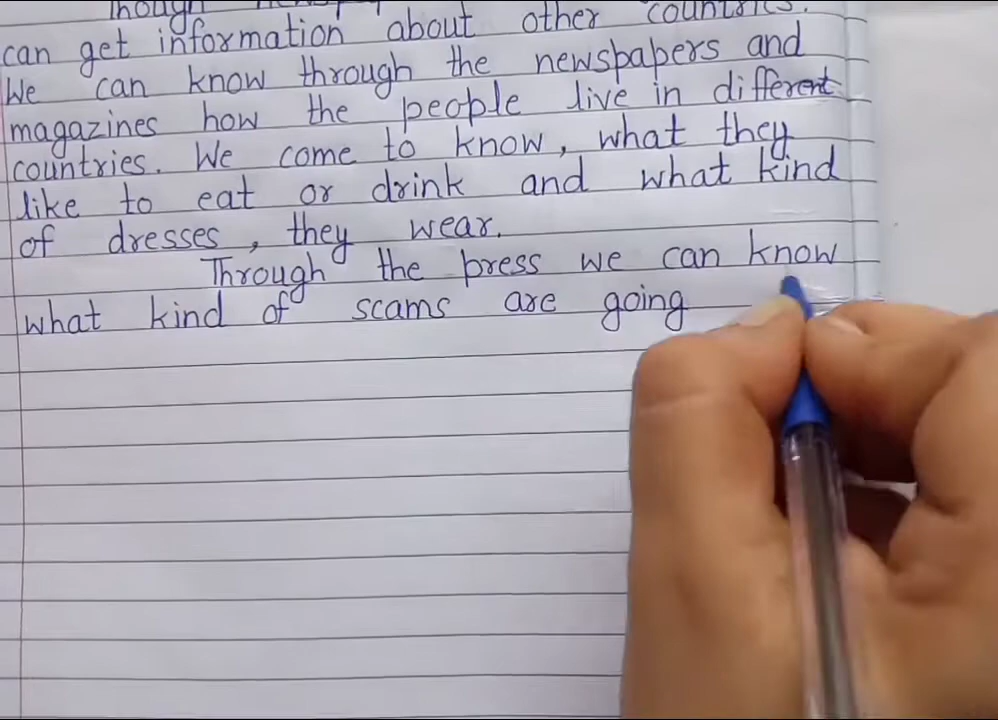 can get information about other countries.
We can know through the newspapers and
magazines how the people live in different
countries. We come to know, what they
like to eat or drink and what kind
of dresses, they wear.
Through the press we can know
what kind of scams are going